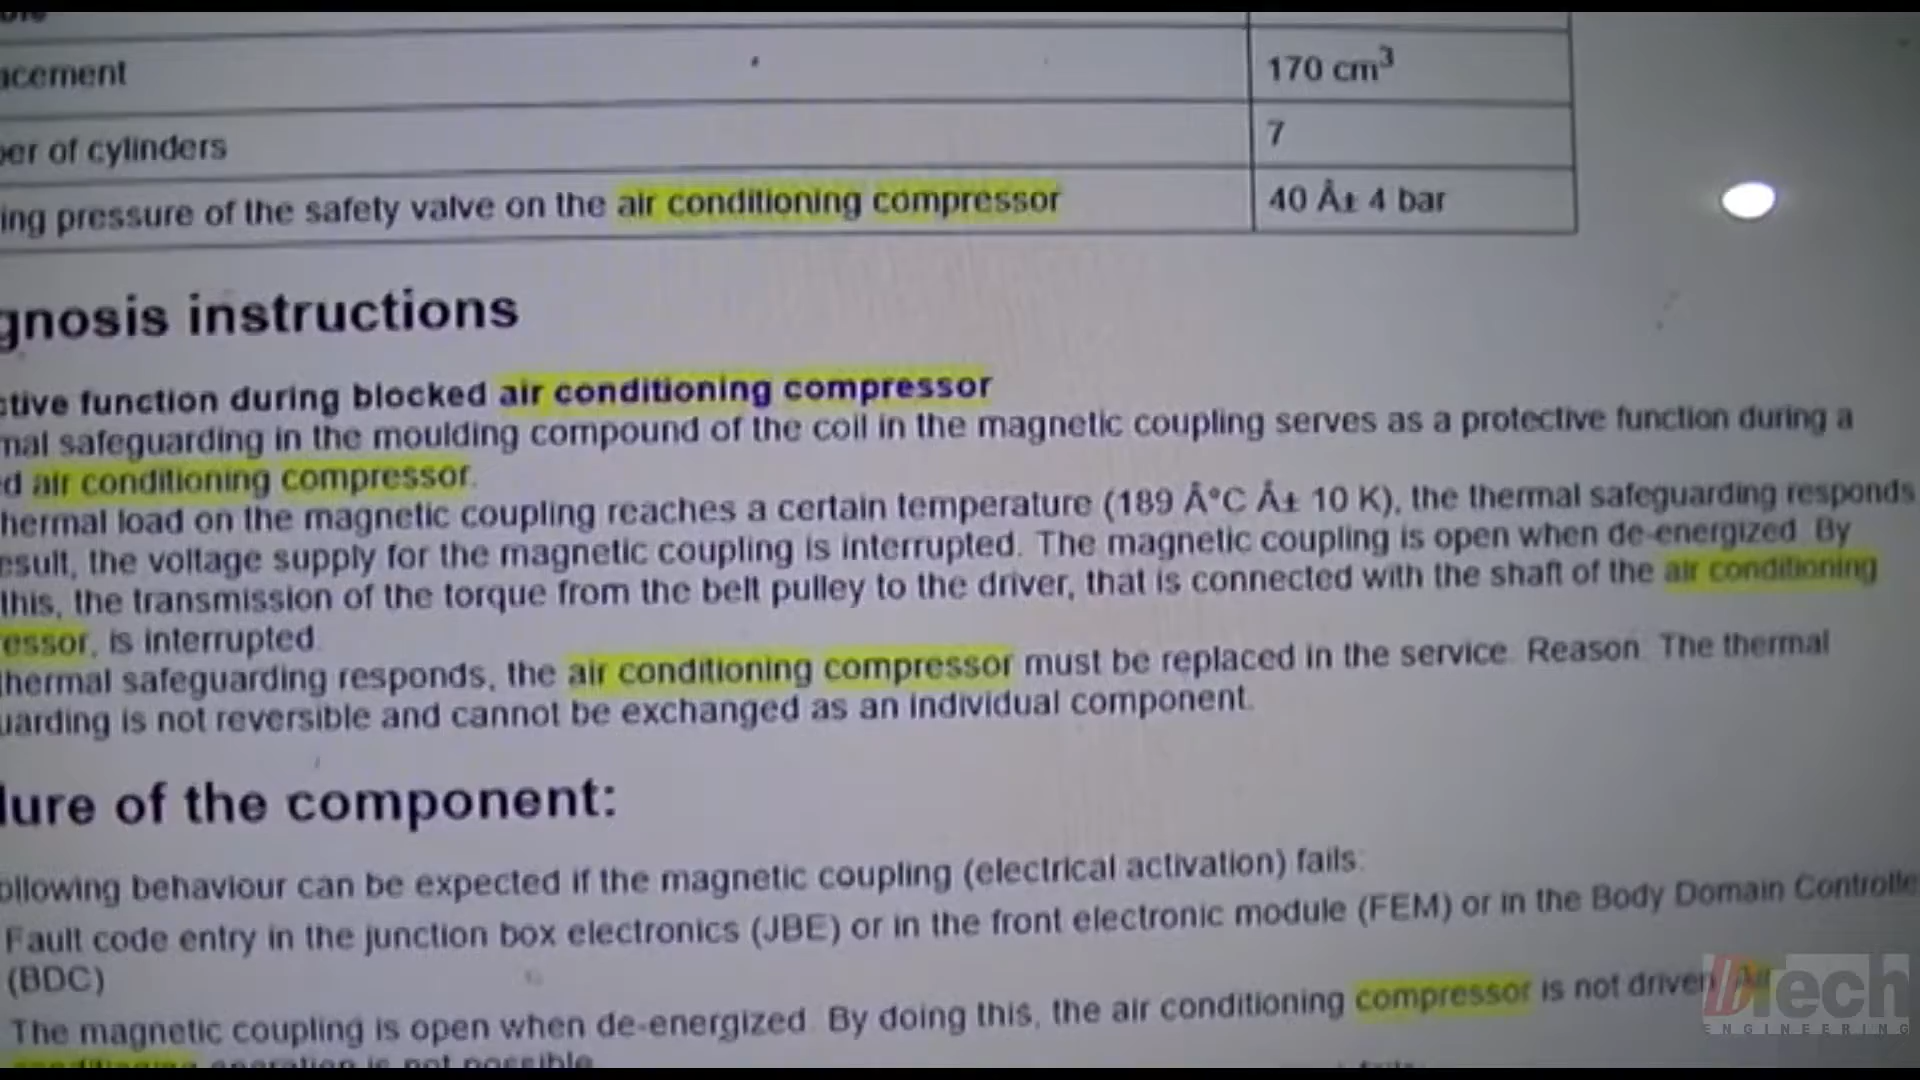 acement 170 cm³
er of cylinders 7
ing pressure of the safety valve on the air conditioning compressor 40 Å± 4 bar
gnosis instructions
ctive function during blocked air conditioning compressor
mal safeguarding in the moulding compound of the coil in the magnetic coupling serves as a protective function during a
d air conditioning compressor.
hermal load on the magnetic coupling reaches a certain temperature (189 Â°C Å± 10 K), the thermal safeguarding responds
esult, the voltage supply for the magnetic coupling is interrupted. The magnetic coupling is open when de-energized. By
this, the transmission of the torque from the belt pulley to the driver, that is connected with the shaft of the air conditioning
essor, is interrupted.
hermal safeguarding responds, the air conditioning compressor must be replaced in the service. Reason: The thermal
uarding is not reversible and cannot be exchanged as an individual component.
lure of the component:
ollowing behaviour can be expected if the magnetic coupling (electrical activation) fails:
Fault code entry in the junction box electronics (JBE) or in the front electronic module (FEM) or in the Body Domain Controlle
(BDC)
The magnetic coupling is open when de-energized. By doing this, the air conditioning compressor is not driven. Air
conditioning operation is not possible.
Tech
ENGINEERING